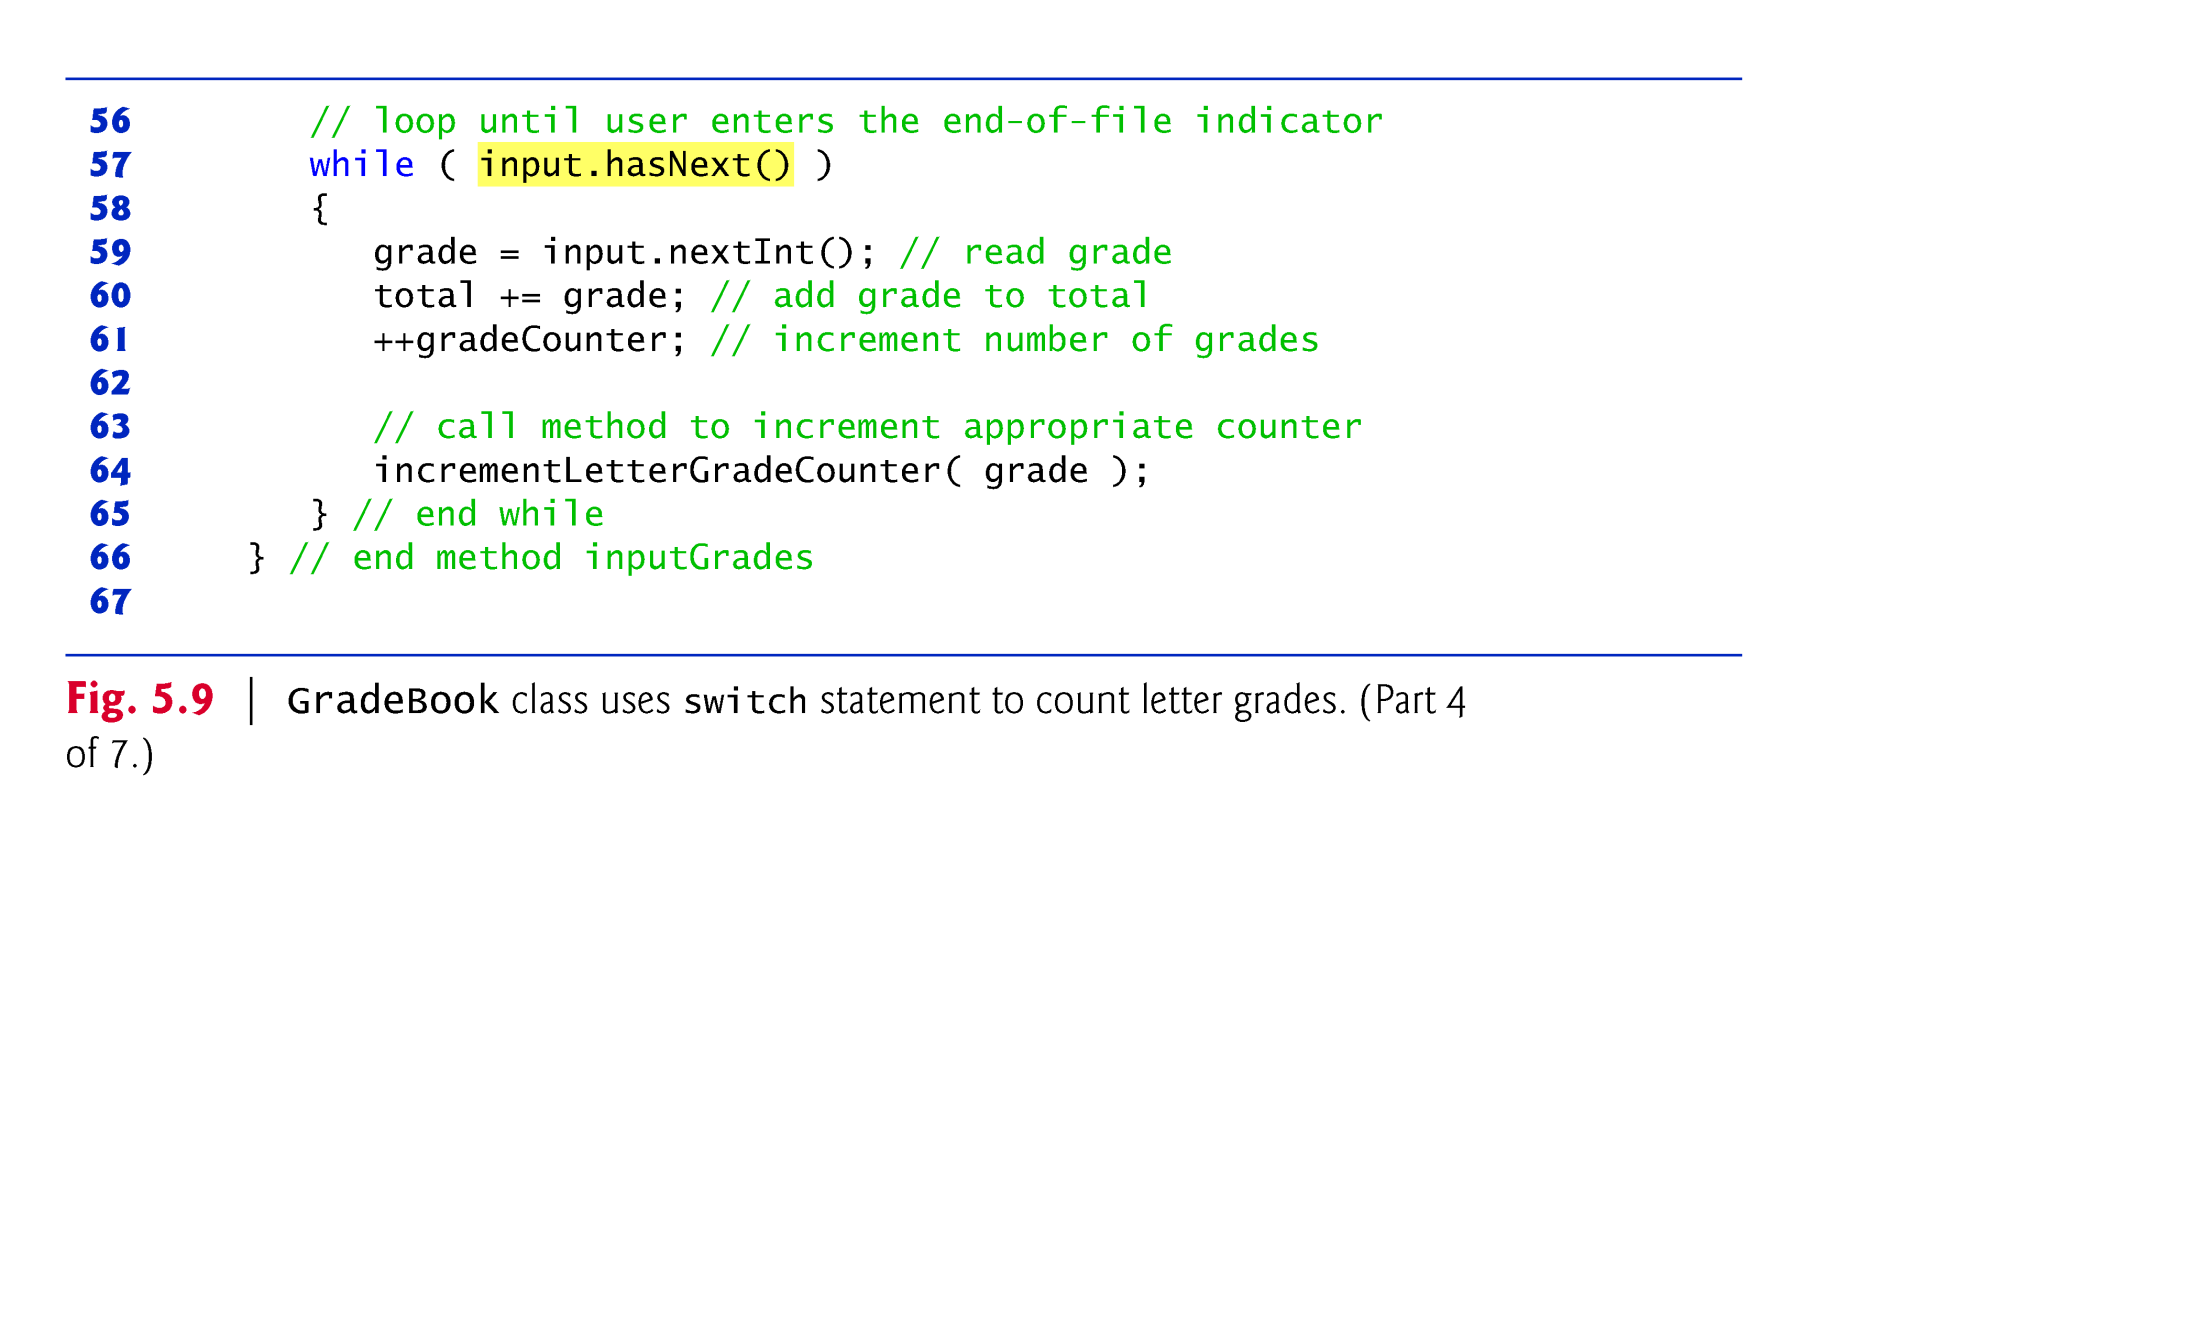 56 // loop until user enters the end-of-file indicator
57 while ( input.hasNext() )
58 {
59 grade = input.nextInt(); // read grade
60 total += grade; // add grade to total
61 ++gradeCounter; // increment number of grades
62
63 // call method to increment appropriate counter
64 incrementLetterGradeCounter( grade );
65 } // end while
66 } // end method inputGrades
67
Fig. 5.9 | GradeBook class uses switch statement to count letter grades. (Part 4
of 7.)